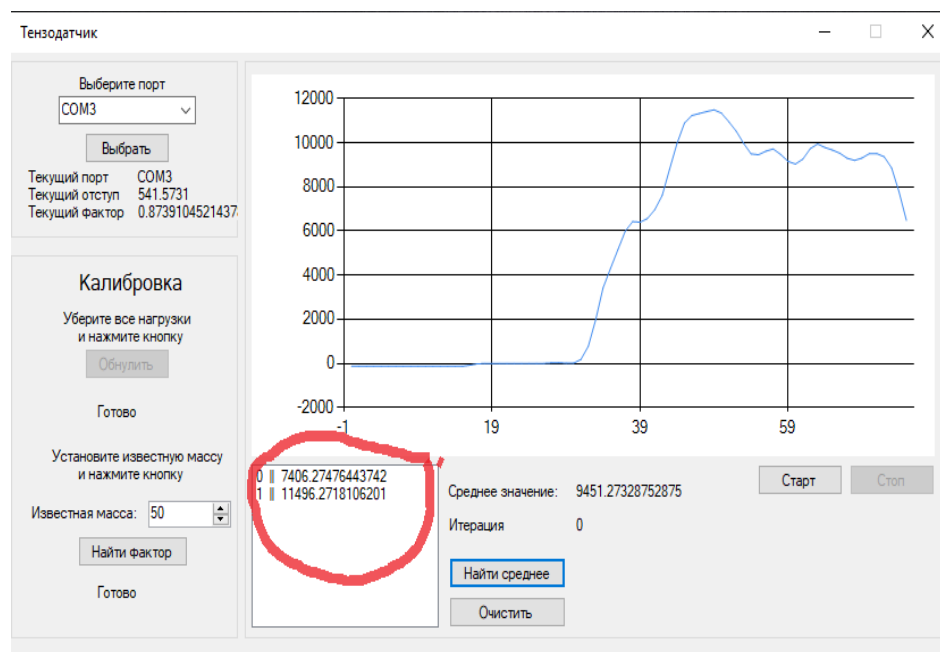 Тензодатчик
Выберите порт
COM3
Выбрать
Текущий порт COM3
Текущий отступ 541.5731
Текущий фактор 0.8739104521437
Калибровка
Уберите все нагрузки
и нажмите кнопку
Обнулить
Готово
Установите известную массу
и нажмите кнопку
Известная масса: 50
Найти фактор
Готово
12000
10000
8000
6000
4000
2000
0
-2000
-1 19 39 59
0 7406.27476443742
1 11496.2718106201
Среднее значение: 9451.27328752875
Итерация 0
Найти среднее
Очистить
Старт
Стоп